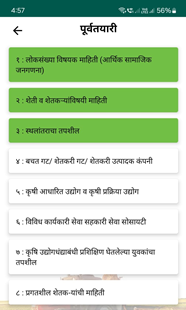 4:57
56%
पूर्वतयारी
१ : लोकसंख्या विषयक माहिती (आर्थिक सामाजिक
जनगणना)
२ : शेती व शेतकऱ्यांविषयी माहिती
३ : स्थलांतराचा तपशील
४ : बचत गट/ शेतकरी गट/ शेतकरी उत्पादक कंपनी
५ : कृषी आधारित उद्योग व कृषी प्रक्रिया उद्योग
६ : विविध कार्यकारी सेवा सहकारी सेवा सोसायटी
७ : कृषि उद्योगधंद्याबंधी प्रशिक्षिण घेतलेल्या युवकांचा
तपशील
८ : प्रगतशील शेतक-यांची माहिती